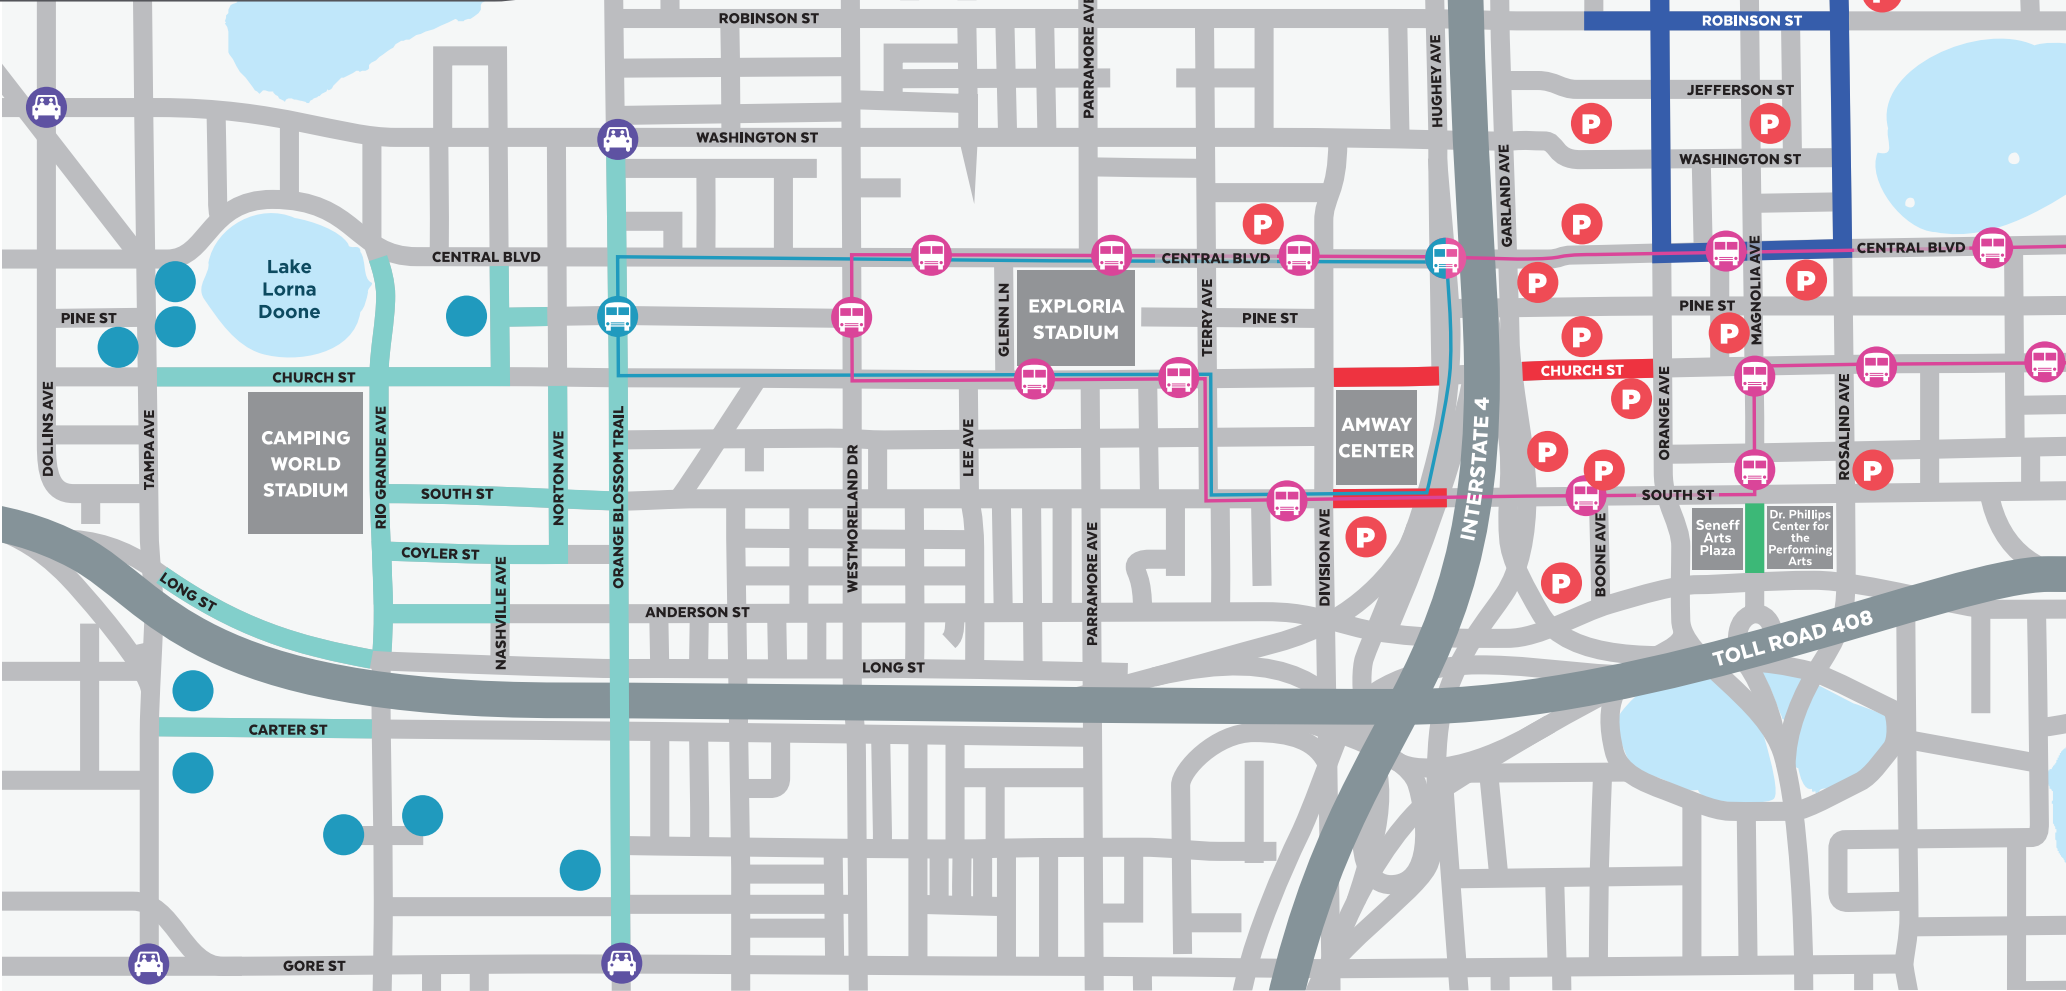 ROBINSON ST
ROBINSON ST
PARRAMORE AVE
HUGHEY AVE
JEFFERSON ST
P
P
P
WASHINGTON ST
WASHINGTON ST
GARLAND AVE
P
P
CENTRAL BLVD
CENTRAL BLVD
CENTRAL BLVD
MAGNOLIA AVE
Lake
Lorna
Doone
P
P
PINE ST
GLENN LN
EXPLORIA
STADIUM
TERRY AVE
PINE ST
PINE ST
P
P
CHURCH ST
CHURCH ST
P
DOLLINS AVE
TAMPA AVE
CAMPING
WORLD
STADIUM
RIO GRANDE AVE
NORTON AVE
ORANGE BLOSSOM TRAIL
WESTMORELAND DR
LEE AVE
AMWAY
CENTER
INTERSTATE 4
ORANGE AVE
ROSALIND AVE
P
P
P
SOUTH ST
SOUTH ST
P
Seneff
Arts
Plaza
Dr. Phillips
Center for
the
Performing
Arts
COYLER ST
NASHVILLE AVE
PARRAMORE AVE
DIVISION AVE
BOONE AVE
P
LONG ST
ANDERSON ST
LONG ST
TOLL ROAD 408
CARTER ST
GORE ST